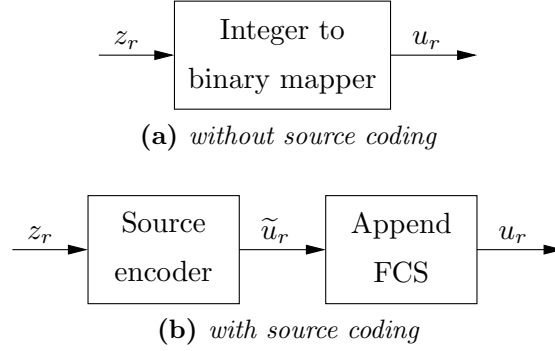 z_r
Integer to
binary mapper
u_r
(a) without source coding
z_r
Source
encoder
ũ_r
Append
FCS
u_r
(b) with source coding